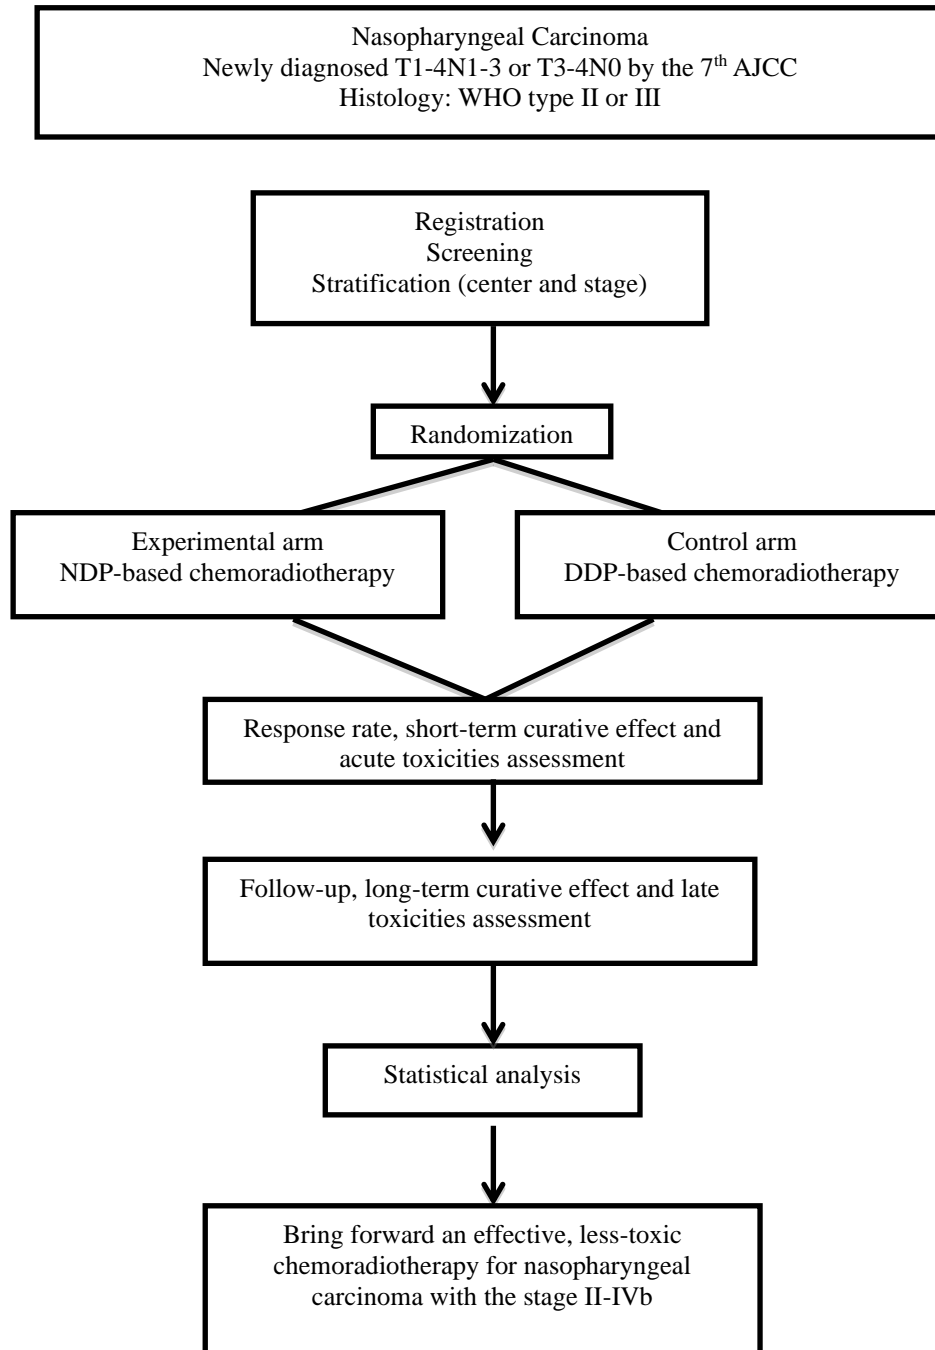 Nasopharyngeal Carcinoma
Newly diagnosed T1-4N1-3 or T3-4N0 by the 7th AJCC
Histology: WHO type II or III
Registration
Screening
Stratification (center and stage)
Randomization
Experimental arm
NDP-based chemoradiotherapy
Control arm
DDP-based chemoradiotherapy
Response rate, short-term curative effect and
acute toxicities assessment
Follow-up, long-term curative effect and late
toxicities assessment
Statistical analysis
Bring forward an effective, less-toxic
chemoradiotherapy for nasopharyngeal
carcinoma with the stage II-IVb